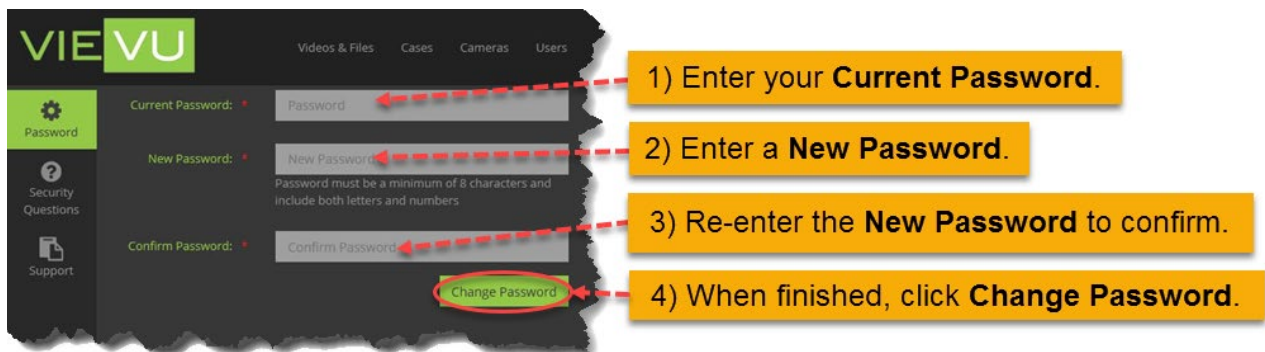 VIEVU
Videos & Files Cases Cameras Users
Password
Security
Questions
Support
Current Password: *
Password
New Password: *
New Password
Password must be a minimum of 8 characters and
include both letters and numbers
Confirm Password: *
Confirm Password
Change Password
1) Enter your Current Password.
2) Enter a New Password.
3) Re-enter the New Password to confirm.
4) When finished, click Change Password.